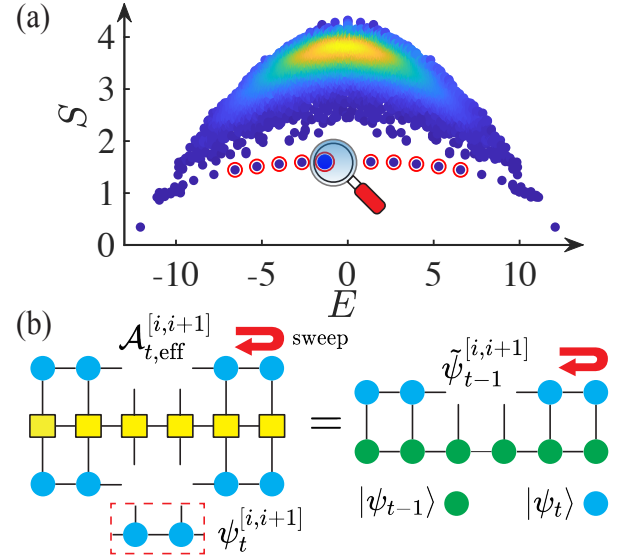 (a)
S
4
3
2
1
0
-10 -5 0 5 10
E
(b)
𝒜_{t,eff}^{[i,i+1]} sweep
ψ̃_{t-1}^{[i,i+1]}
=
|ψ_{t-1}⟩ |ψ_t⟩
ψ_t^{[i,i+1]}